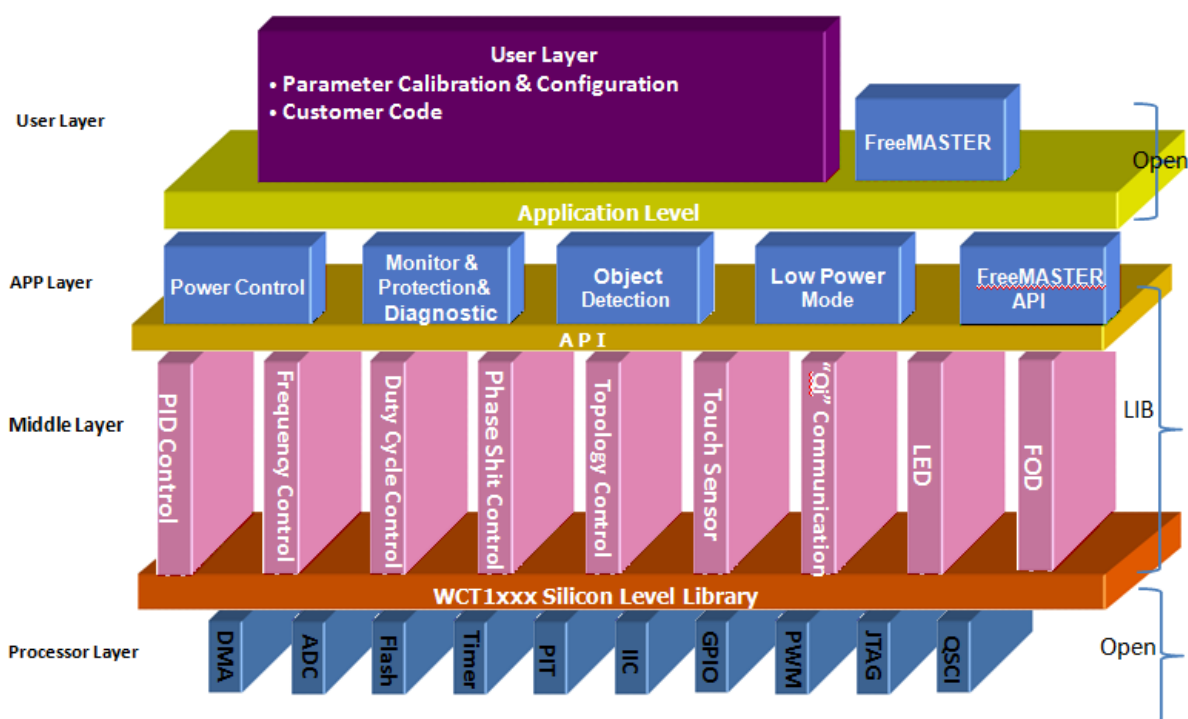 User Layer
• Parameter Calibration & Configuration
• Customer Code
User Layer
FreeMASTER
Open
Application Level
APP Layer
Power Control
Monitor &
Protection&
Diagnostic
Object
Detection
Low Power
Mode
FreeMASTER
API
API
Middle Layer
PID Control
Frequency Control
Duty Cycle Control
Phase Shit Control
Topology Control
Touch Sensor
“Qi” Communication
LED
FOD
LIB
WCT1xxx Silicon Level Library
Processor Layer
DMA
ADC
Flash
Timer
PIT
IIC
GPIO
PWM
JTAG
QSCI
Open